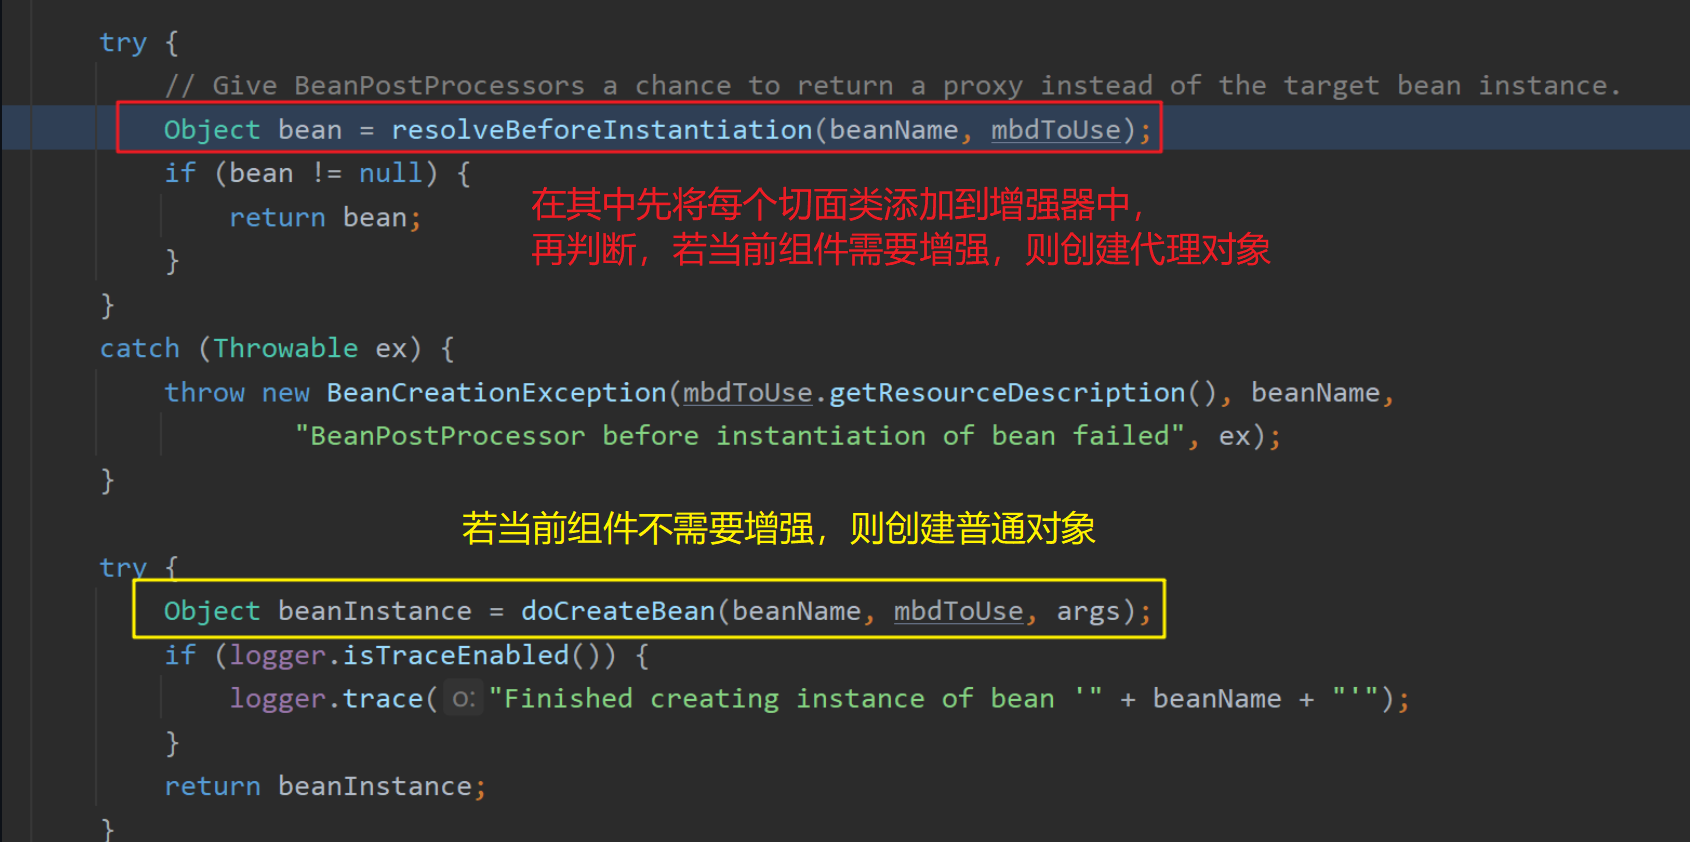 try {
// Give BeanPostProcessors a chance to return a proxy instead of the target bean instance.
Object bean = resolveBeforeInstantiation(beanName, mbdToUse);
if (bean != null) {
return bean;
在其中先将每个切面类添加到增强器中，
再判断，若当前组件需要增强，则创建代理对象
}
}
catch (Throwable ex) {
throw new BeanCreationException(mbdToUse.getResourceDescription(), beanName,
"BeanPostProcessor before instantiation of bean failed", ex);
}
若当前组件不需要增强，则创建普通对象
try {
Object beanInstance = doCreateBean(beanName, mbdToUse, args);
if (logger.isTraceEnabled()) {
logger.trace( o: "Finished creating instance of bean '" + beanName + "'");
}
return beanInstance;
}